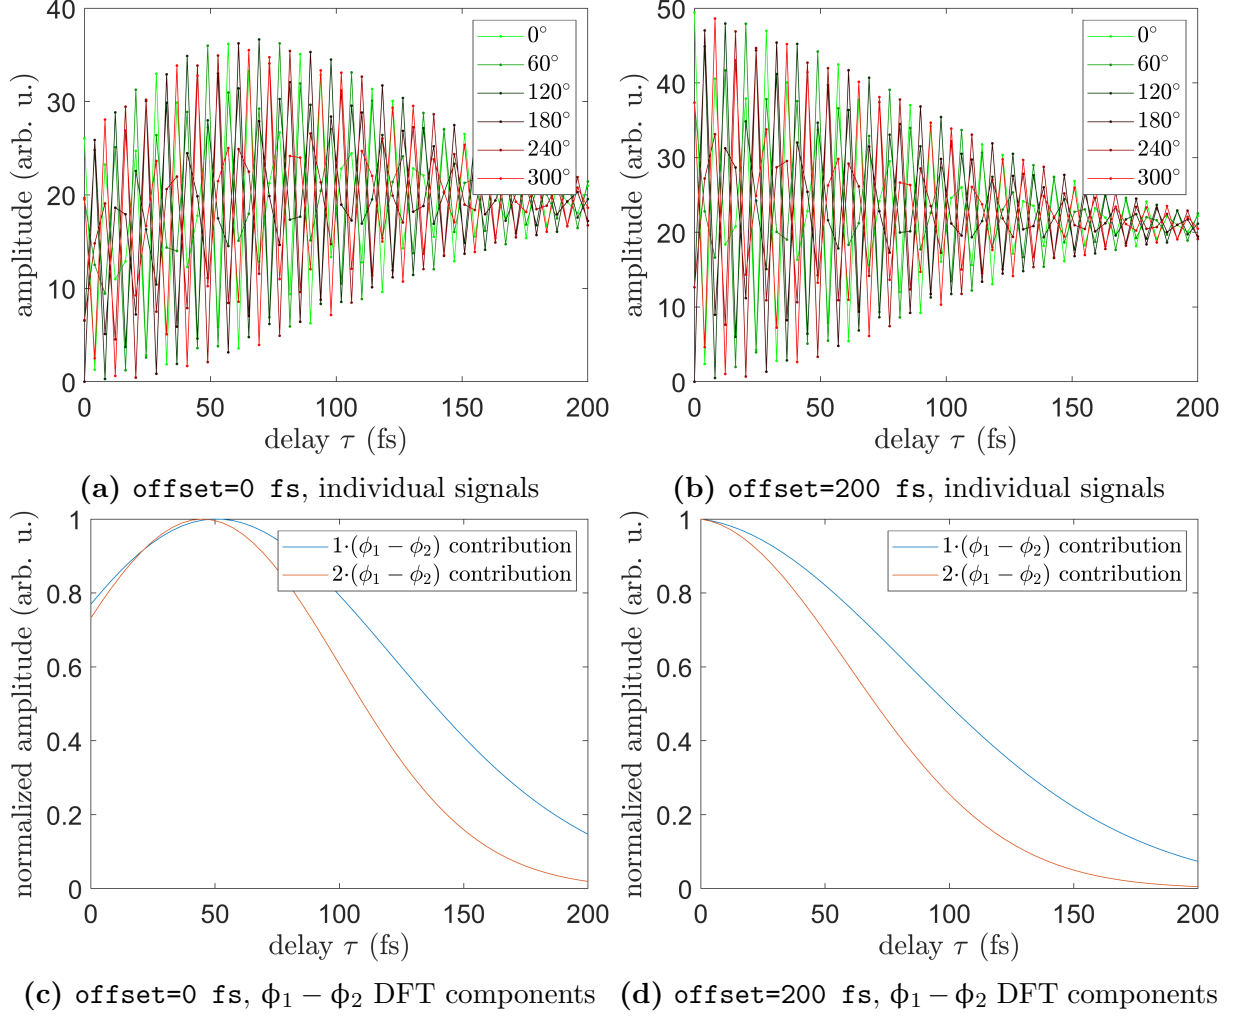 amplitude (arb. u.)
40
30
20
10
0
0 50 100 150 200
delay τ (fs)
0°
60°
120°
180°
240°
300°
(a) offset=0 fs, individual signals
amplitude (arb. u.)
50
40
30
20
10
0
0 50 100 150 200
delay τ (fs)
0°
60°
120°
180°
240°
300°
(b) offset=200 fs, individual signals
normalized amplitude (arb. u.)
1
0.8
0.6
0.4
0.2
0
0 50 100 150 200
delay τ (fs)
1·(ϕ₁ − ϕ₂) contribution
2·(ϕ₁ − ϕ₂) contribution
(c) offset=0 fs, ϕ₁ − ϕ₂ DFT components
normalized amplitude (arb. u.)
1
0.8
0.6
0.4
0.2
0
0 50 100 150 200
delay τ (fs)
1·(ϕ₁ − ϕ₂) contribution
2·(ϕ₁ − ϕ₂) contribution
(d) offset=200 fs, ϕ₁ − ϕ₂ DFT components